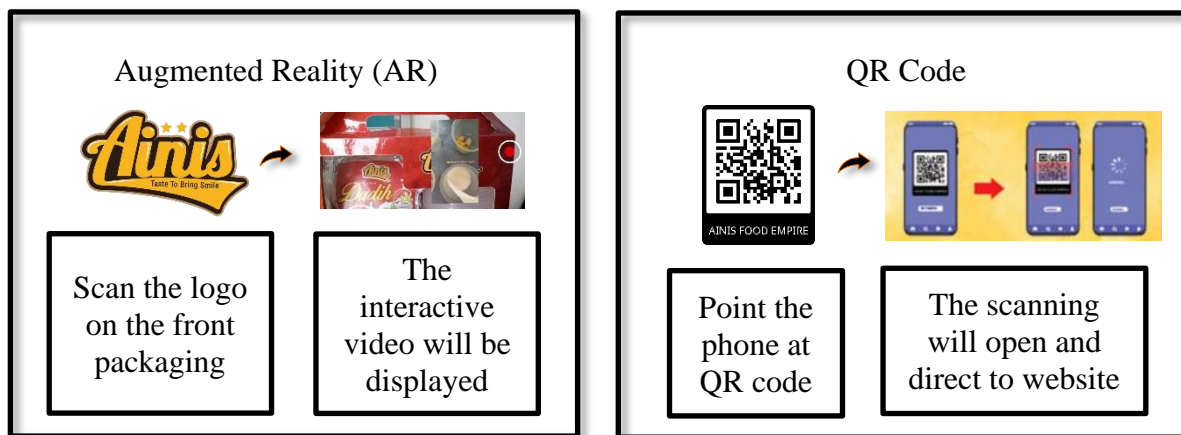 Augmented Reality (AR)
Ainis
Taste To Bring Smile
Ainis
Dadih
Scan the logo
on the front
packaging
The
interactive
video will be
displayed
QR Code
AINIS FOOD EMPIRE
Point the
phone at
QR code
The scanning
will open and
direct to website